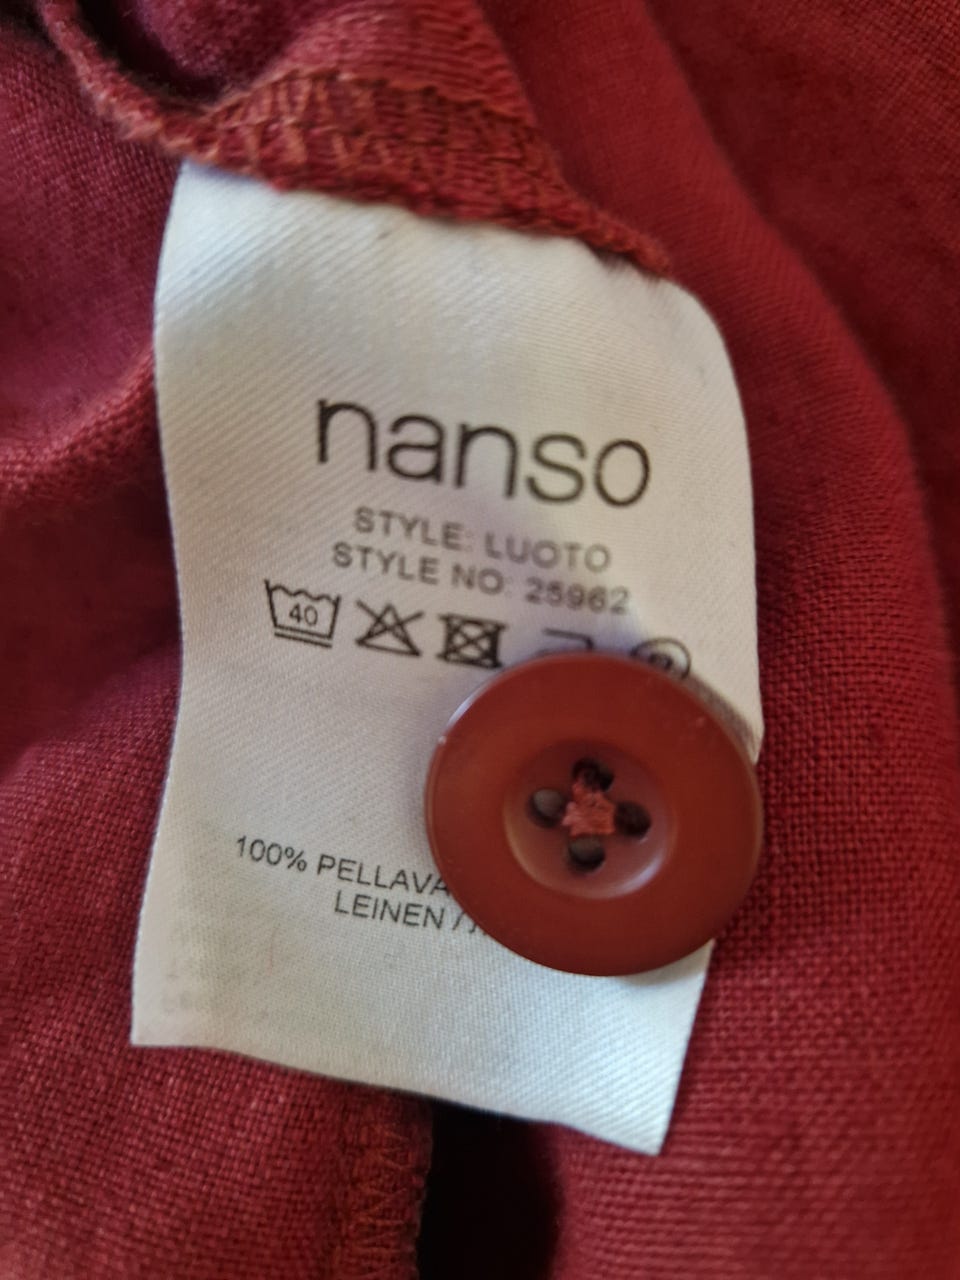 nanso
STYLE: LUOTO
STYLE NO: 25962
40
100% PELLAVA
LEINEN /